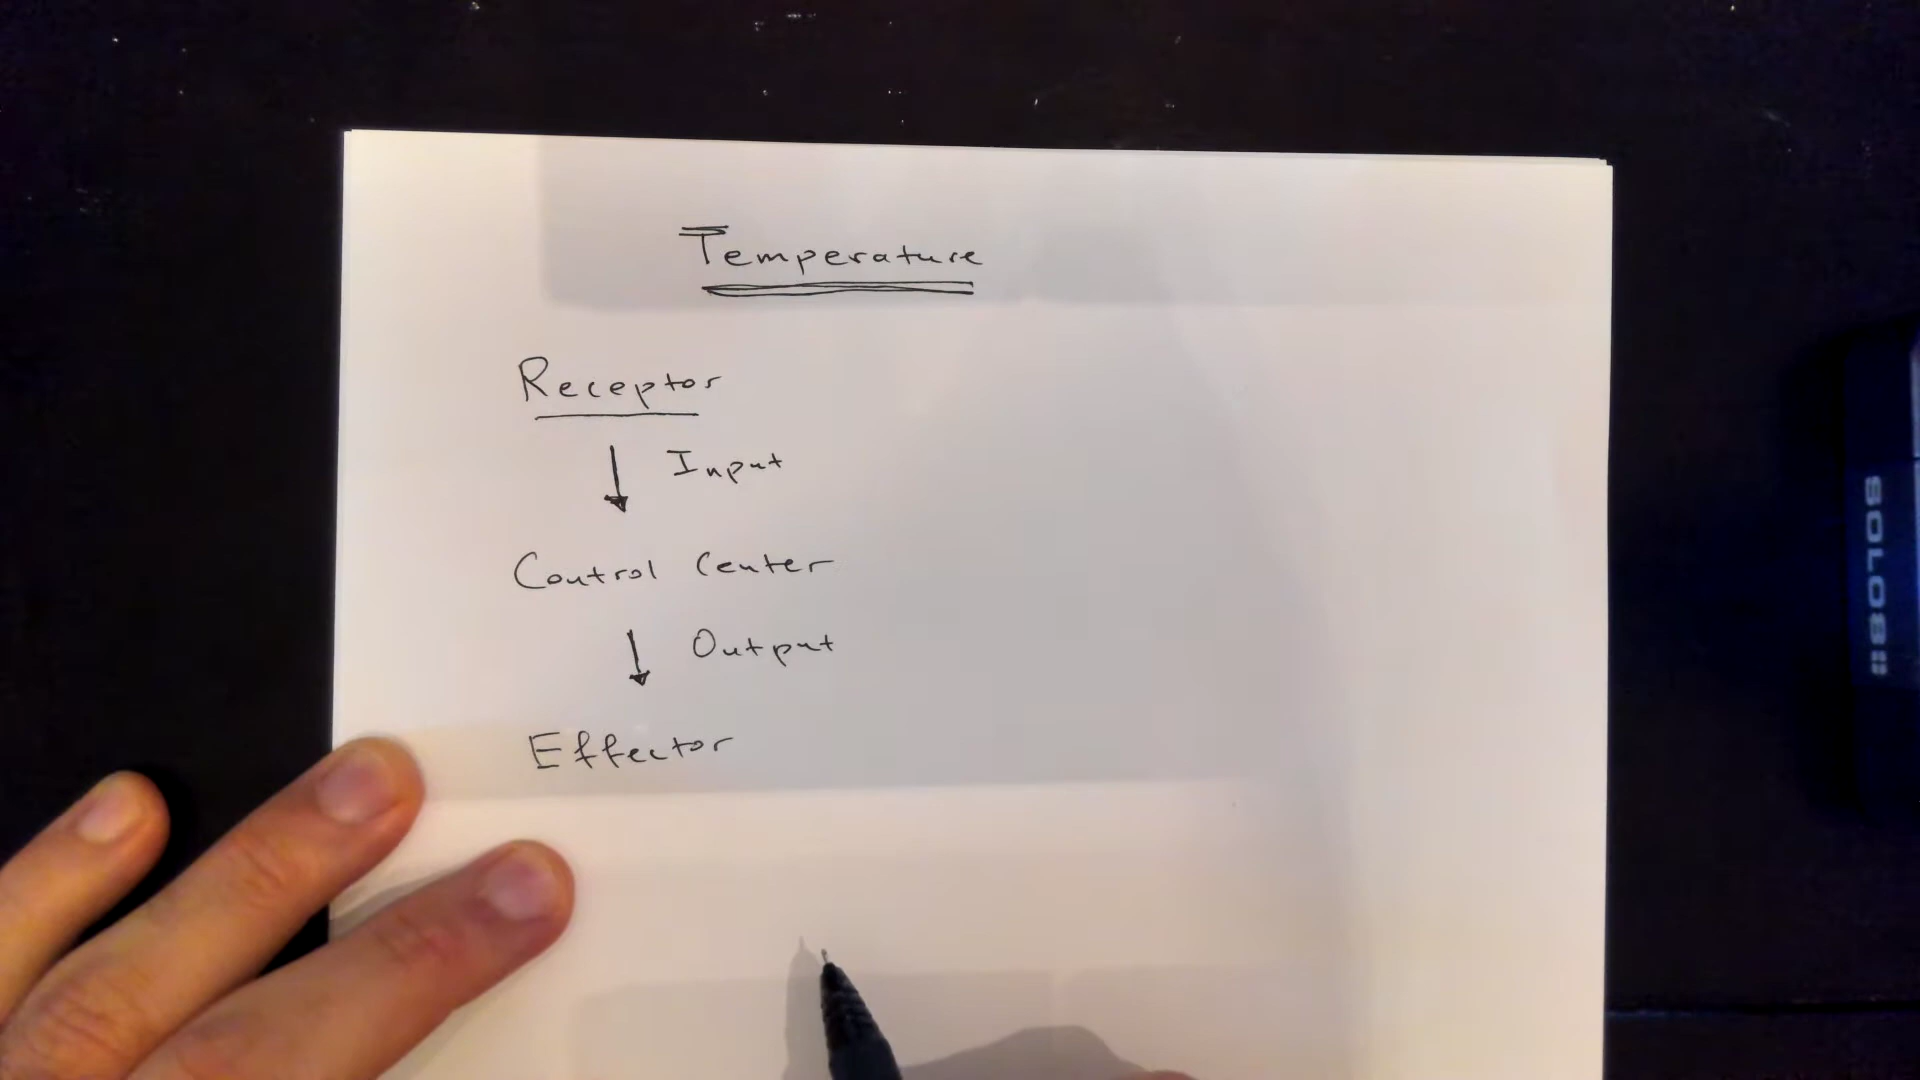 Temperature
Receptor
Input
Control Center
Output
Effector